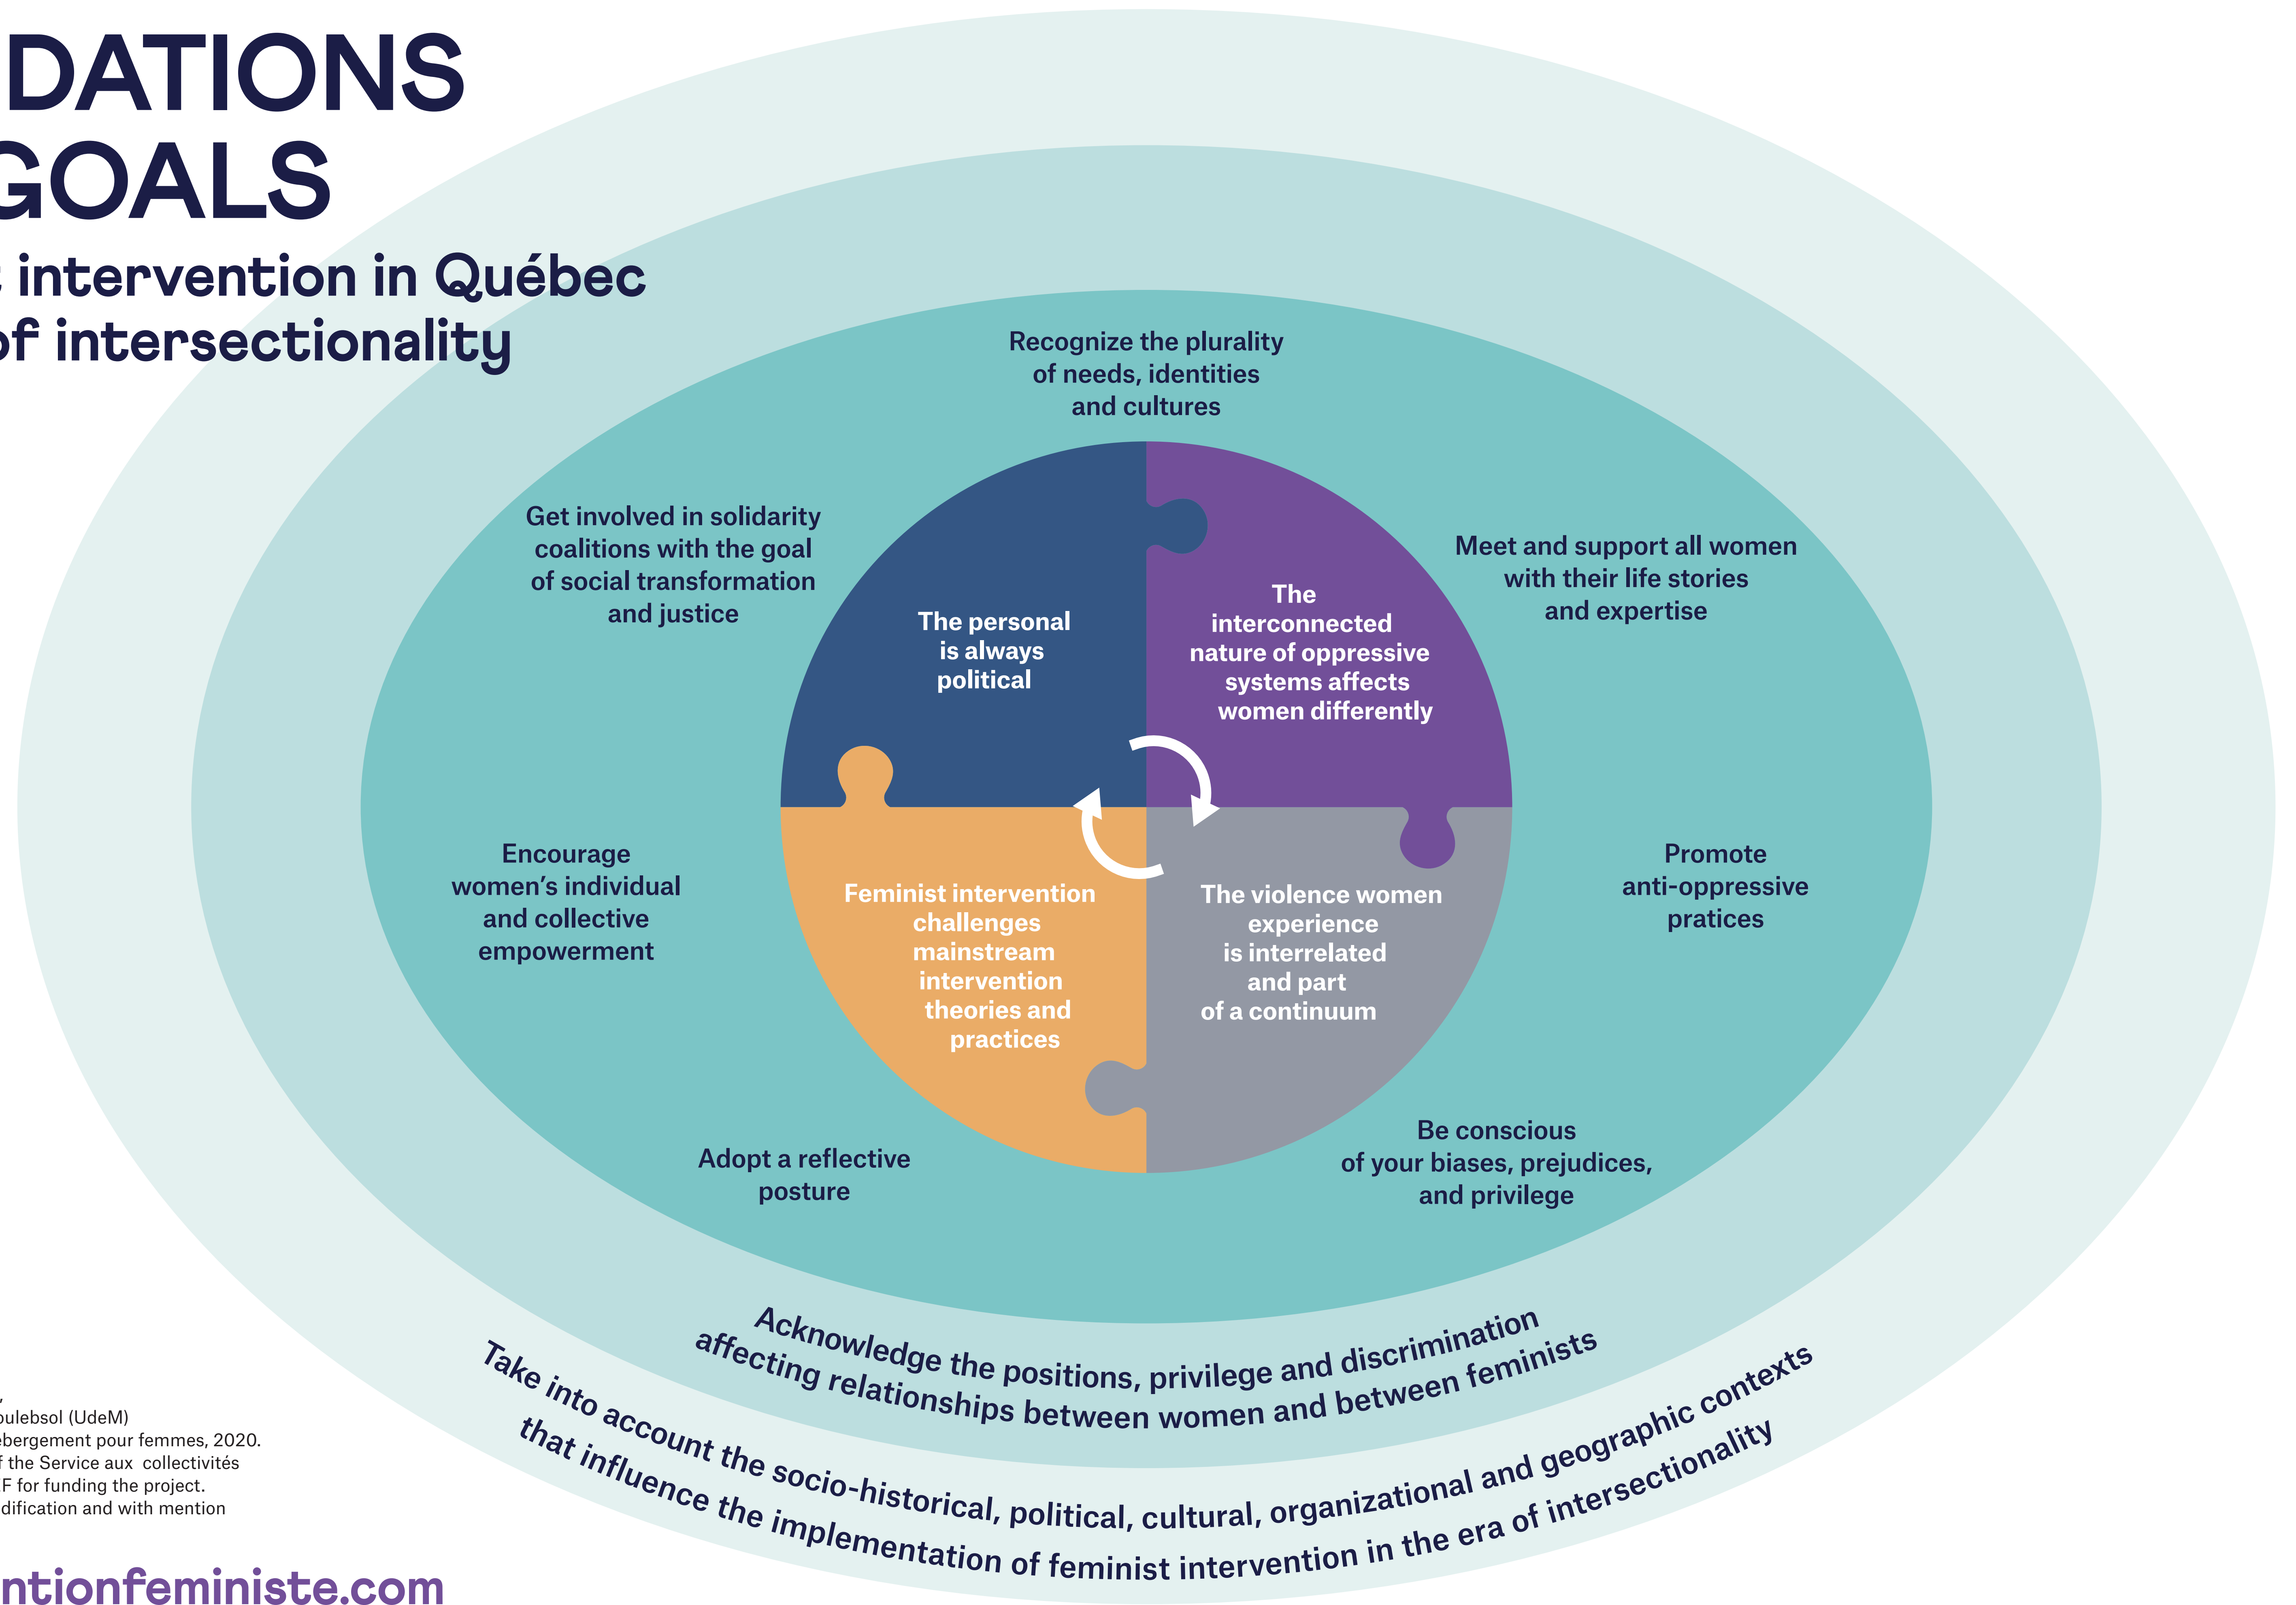 DATIONS
GOALS
intervention in Québec
of intersectionality
Recognize the plurality
of needs, identities
and cultures
Get involved in solidarity
coalitions with the goal
of social transformation
and justice
Meet and support all women
with their life stories
and expertise
The personal
is always
political
The
interconnected
nature of oppressive
systems affects
women differently
Encourage
women's individual
and collective
empowerment
Feminist intervention
challenges
mainstream
intervention
theories and
practices
The violence women
experience
is interrelated
and part
of a continuum
Promote
anti-oppressive
pratices
Adopt a reflective
posture
Be conscious
of your biases, prejudices,
and privilege
Acknowledge the positions, privilege and discrimination
affecting relationships between women and between feminists
Take into account the socio-historical, political, cultural, organizational and geographic contexts
that influence the implementation of feminist intervention in the era of intersectionality
,
oulebsol (UdeM)
ébergement pour femmes, 2020.
f the Service aux collectivités
F for funding the project.
dification and with mention
ntionfeministe.com